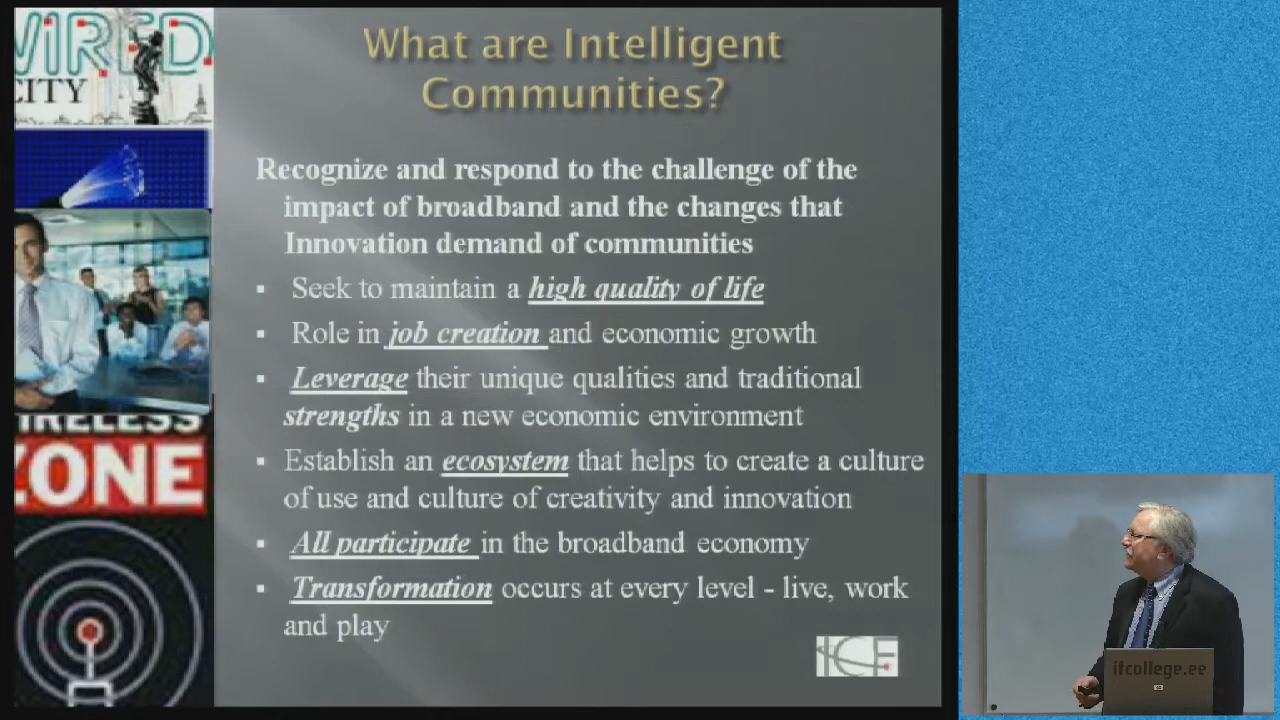 WIRED
CITY
What are Intelligent
Communities?
Recognize and respond to the challenge of the
impact of broadband and the changes that
Innovation demand of communities
▪ Seek to maintain a high quality of life
▪ Role in job creation and economic growth
▪ Leverage their unique qualities and traditional
strengths in a new economic environment
▪ Establish an ecosystem that helps to create a culture
of use and culture of creativity and innovation
▪ All participate in the broadband economy
▪ Transformation occurs at every level - live, work
and play
IRELESS
ZONE
ICF
itcollege.ee